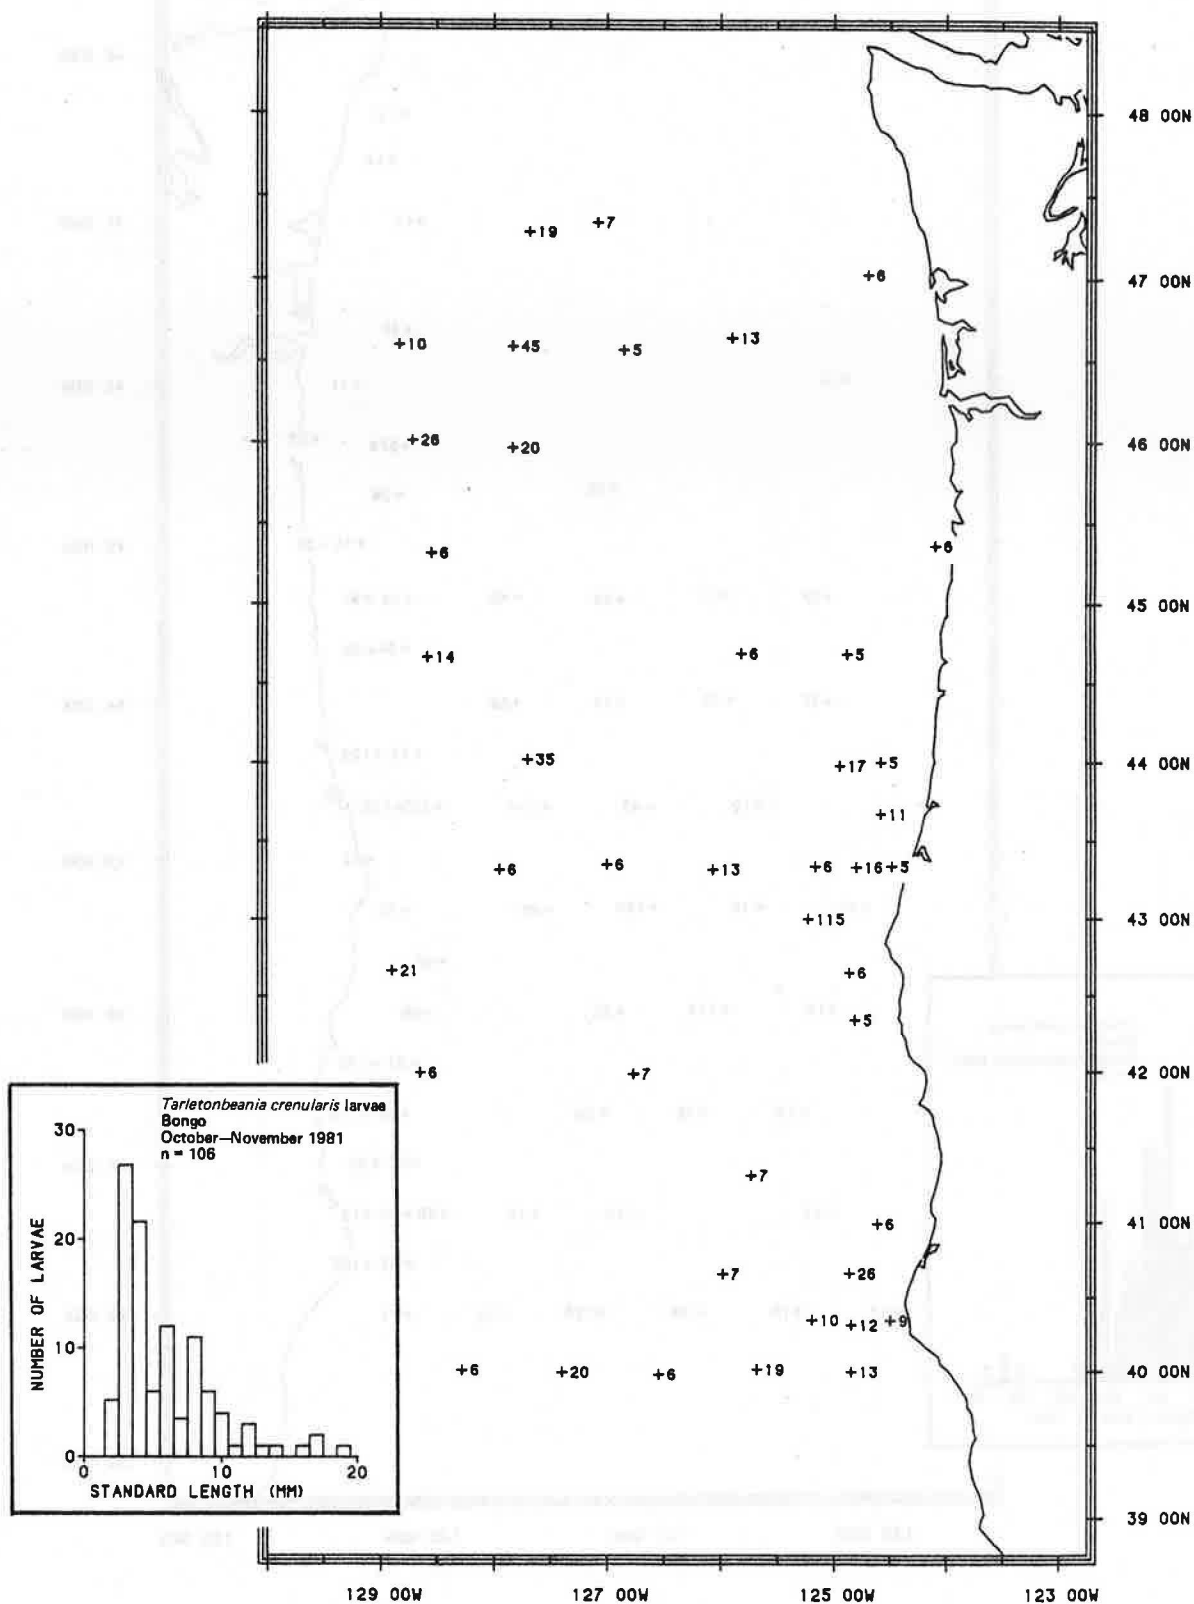 48 00N
+7
+19
+6
47 00N
+13
+10
+45
+5
+26
+20
46 00N
+6
+6
45 00N
+14
+6
+5
+35
+17
+5
44 00N
+11
+6
+6
+13
+6
+16
+5
+115
43 00N
+21
+6
+5
+6
+7
42 00N
Tarletonbeania crenularis larvae
Bongo
October—November 1981
n = 106
30
20
10
0
NUMBER OF LARVAE
0 10 20
STANDARD LENGTH (MM)
+7
+6
41 00N
+7
+26
+10
+12
+9
+6
+20
+6
+19
+13
40 00N
39 00N
129 00W 127 00W 125 00W 123 00W